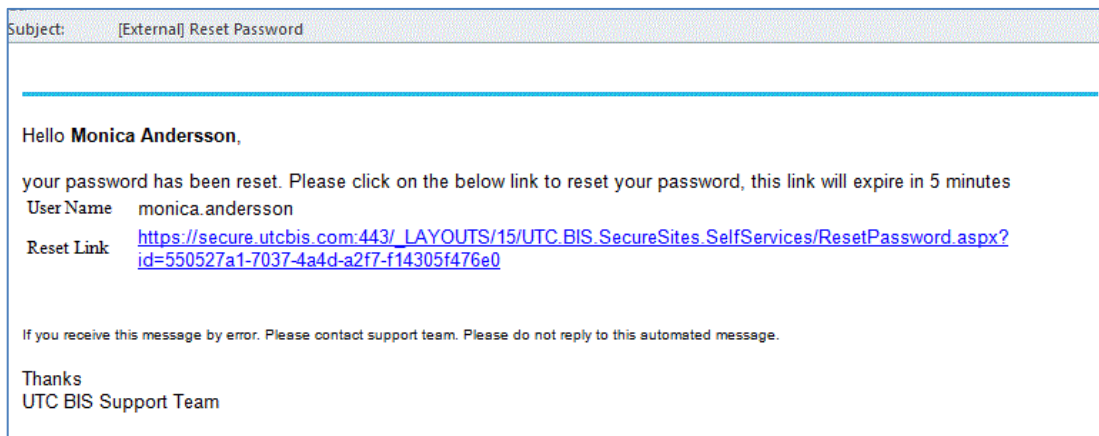 Subject: [External] Reset Password
Hello Monica Andersson,
your password has been reset. Please click on the below link to reset your password, this link will expire in 5 minutes
User Name monica.andersson
Reset Link https://secure.utcbis.com:443/_LAYOUTS/15/UTC.BIS.SecureSites.SelfServices/ResetPassword.aspx?
id=550527a1-7037-4a4d-a2f7-f14305f476e0
If you receive this message by error. Please contact support team. Please do not reply to this automated message.
Thanks
UTC BIS Support Team